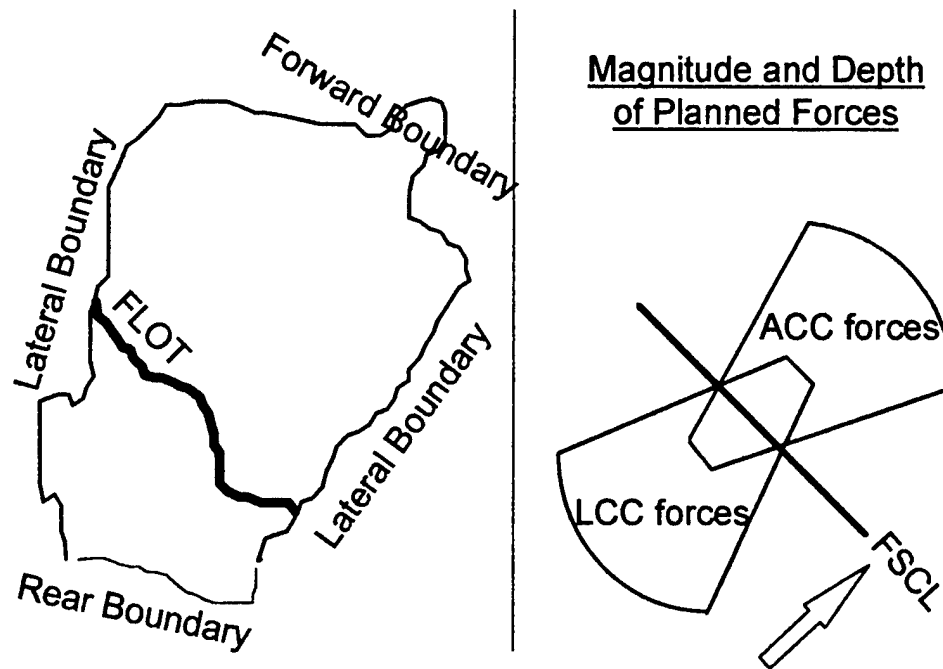 Forward Boundary
Lateral Boundary
FLOT
Lateral Boundary
Rear Boundary
Magnitude and Depth
of Planned Forces
ACC forces
LCC forces
FSCL